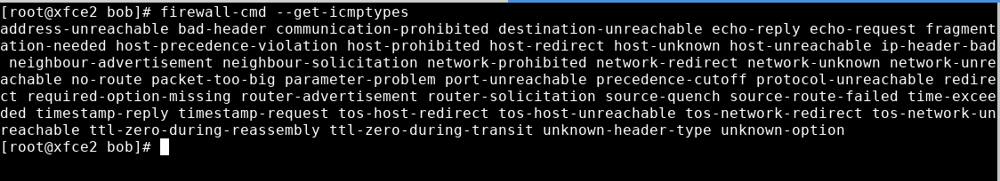 [root@xfce2 bob]# firewall-cmd --get-icmptypes
address-unreachable bad-header communication-prohibited destination-unreachable echo-reply echo-request fragment
ation-needed host-precedence-violation host-prohibited host-redirect host-unknown host-unreachable ip-header-bad
 neighbour-advertisement neighbour-solicitation network-prohibited network-redirect network-unknown network-unre
achable no-route packet-too-big parameter-problem port-unreachable precedence-cutoff protocol-unreachable redire
ct required-option-missing router-advertisement router-solicitation source-quench source-route-failed time-excee
ded timestamp-reply timestamp-request tos-host-redirect tos-host-unreachable tos-network-redirect tos-network-un
reachable ttl-zero-during-reassembly ttl-zero-during-transit unknown-header-type unknown-option
[root@xfce2 bob]#